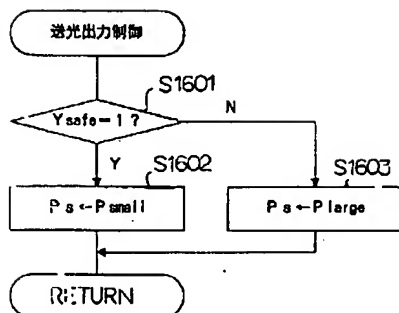 送光出力制御
S1601
Ysafe=1?
N
Y
S1602
S1603
Ps←Psmall
Ps←Plarge
RETURN